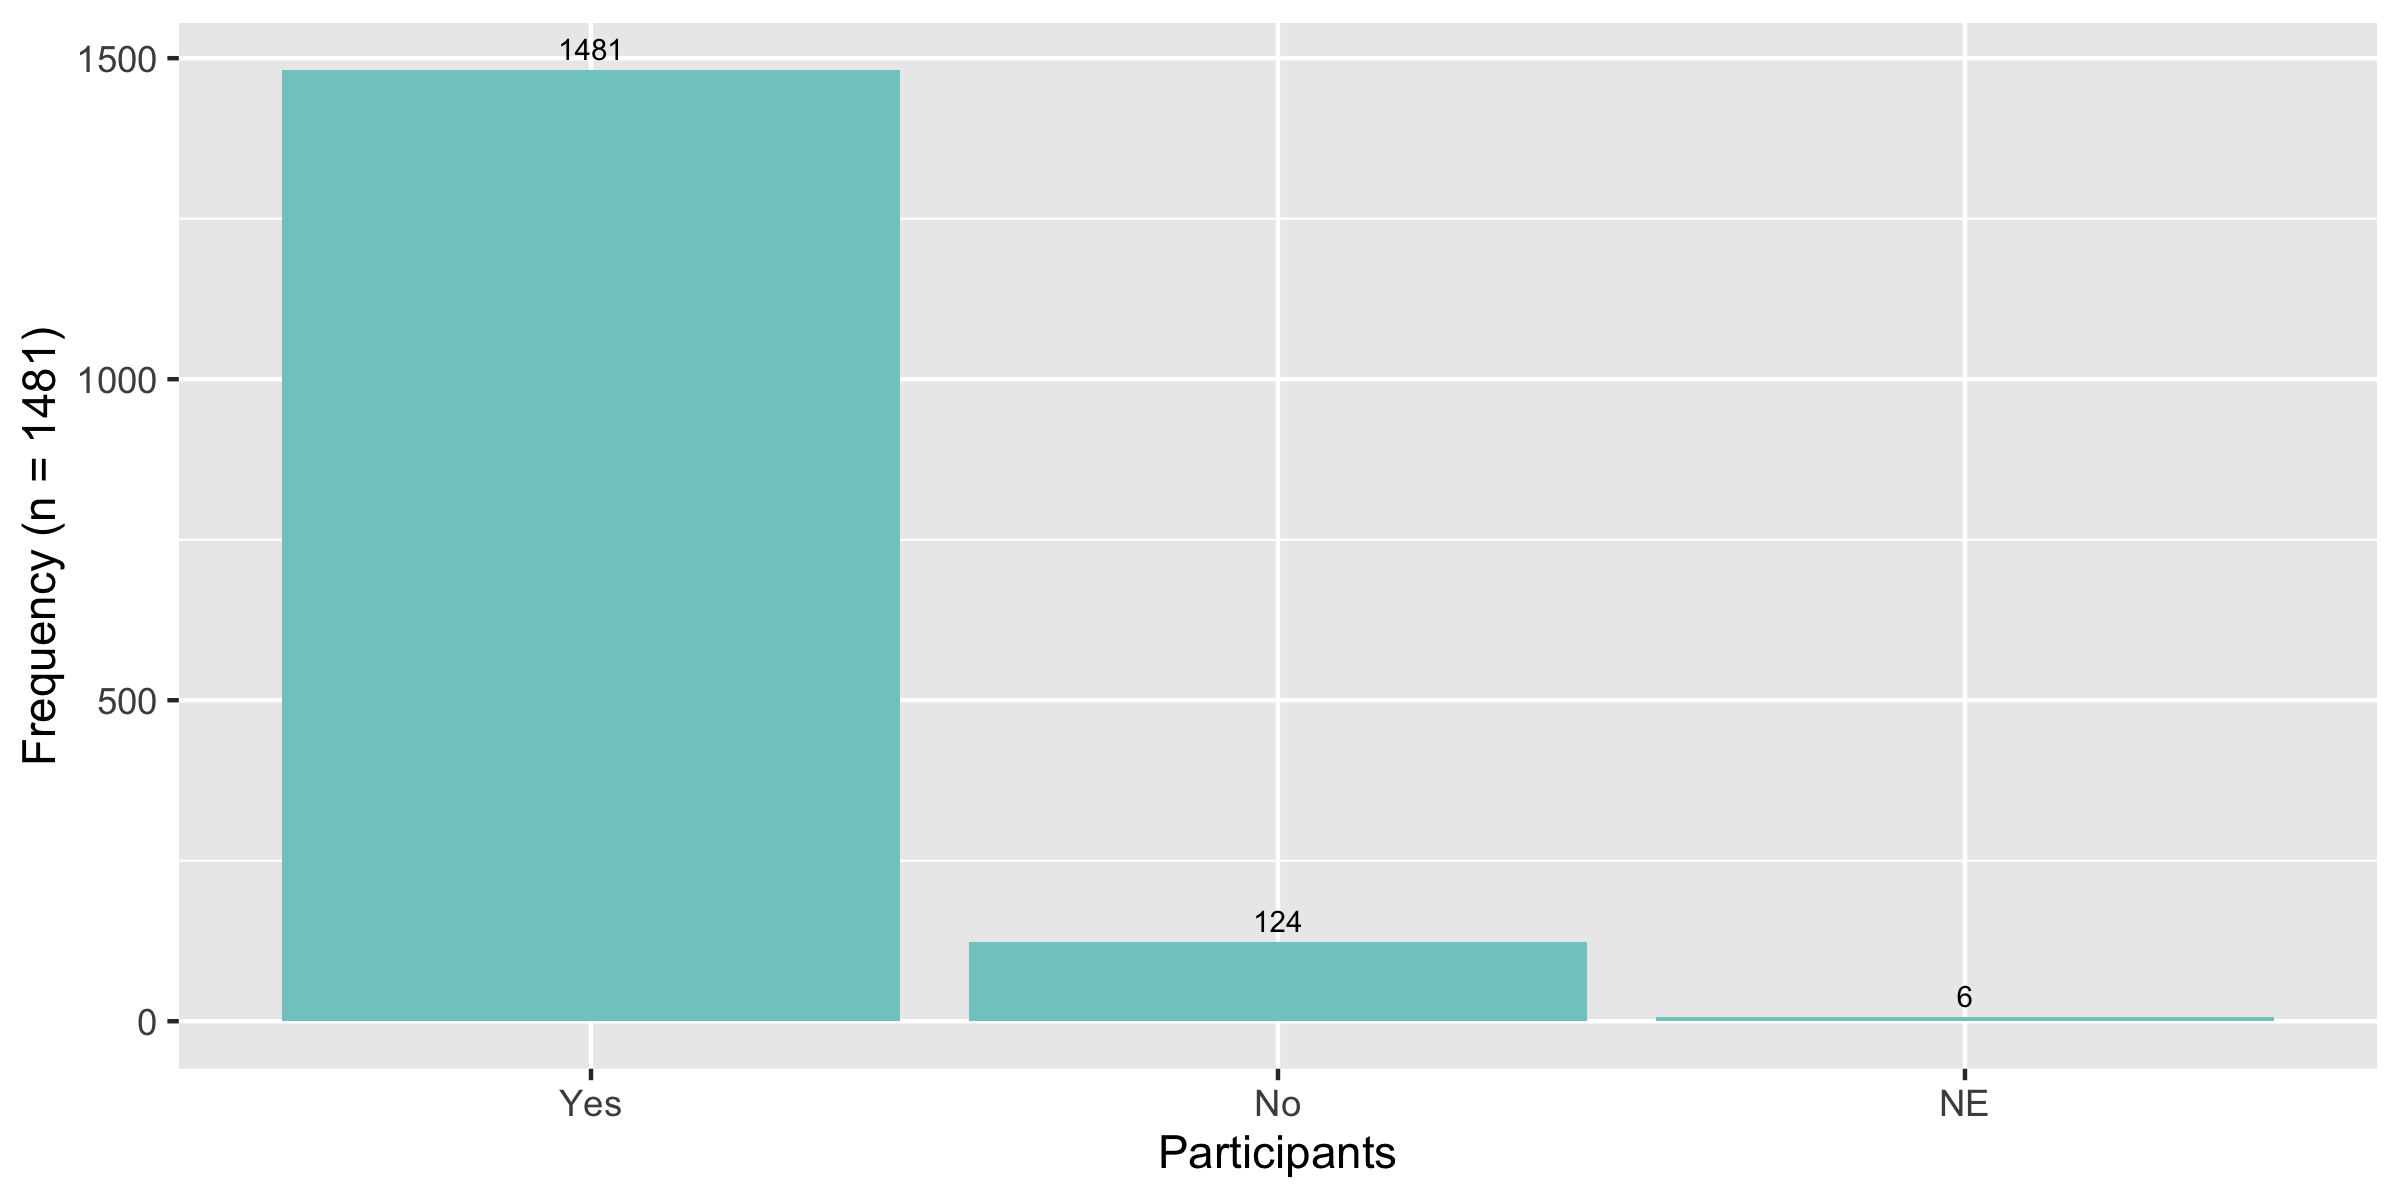 Frequency (n = 1481)
1500
1000
500
0
1481
124
6
Yes
No
NE
Participants